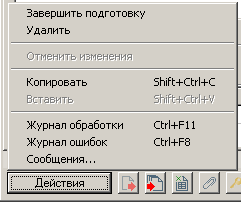 Завершить подготовку
Удалить
Отменить изменения
Копировать Shift+Ctrl+C
Вставить Shift+Ctrl+V
Журнал обработки Ctrl+F11
Журнал ошибок Ctrl+F8
Сообщения...
Действия